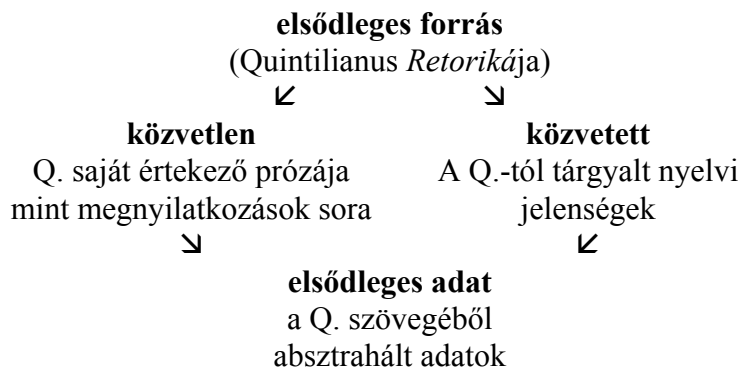 elsődleges forrás
(Quintilianus Retorikája)
közvetlen
Q. saját értekező prózája
mint megnyilatkozások sora
közvetett
A Q.-tól tárgyalt nyelvi
jelenségek
elsődleges adat
a Q. szövegéből
absztrahált adatok